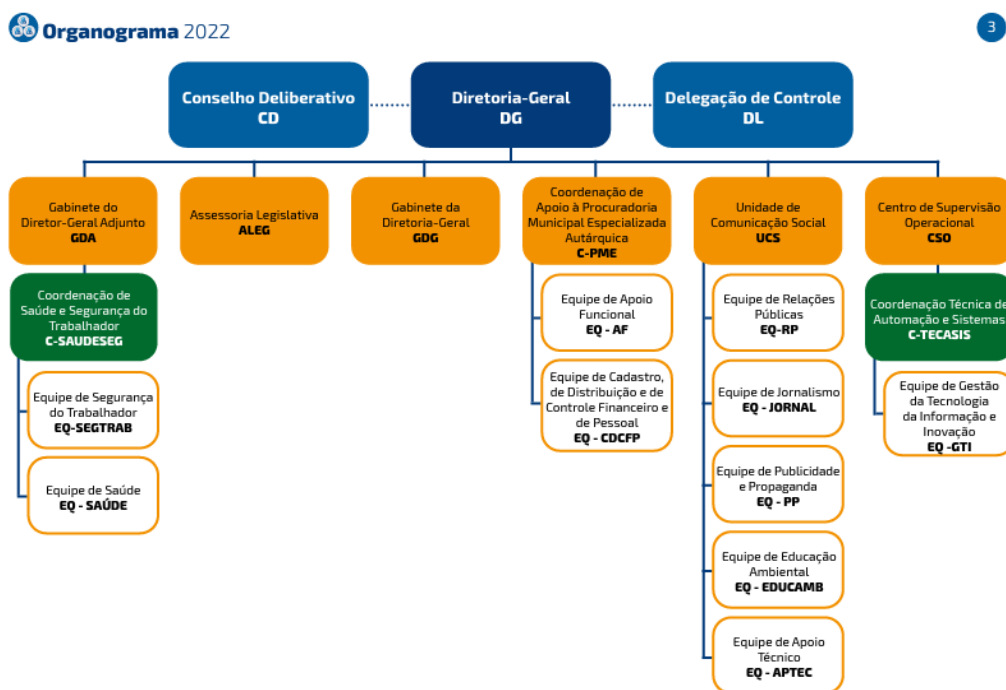 Organograma 2022
3
Conselho Deliberativo
CD
Diretoria-Geral
DG
Delegação de Controle
DL
Gabinete do
Diretor-Geral Adjunto
GDA
Assessoria Legislativa
ALEG
Gabinete da
Diretoria-Geral
GDG
Coordenação de
Apoio à Procuradoria
Municipal Especializada
Autárquica
C-PME
Unidade de
Comunicação Social
UCS
Centro de Supervisão
Operacional
CSO
Coordenação de
Saúde e Segurança do
Trabalhador
C-SAUDESEG
Equipe de Segurança
do Trabalhador
EQ-SEGTRAB
Equipe de Saúde
EQ - SAÚDE
Equipe de Apoio
Funcional
EQ - AF
Equipe de Cadastro,
de Distribuição e de
Controle Financeiro e
de Pessoal
EQ - CDCFP
Equipe de Relações
Públicas
EQ-RP
Equipe de Jornalismo
EQ - JORNAL
Equipe de Publicidade
e Propaganda
EQ - PP
Equipe de Educação
Ambiental
EQ - EDUCAMB
Equipe de Apoio
Técnico
EQ - APTEC
Coordenação Técnica de
Automação e Sistemas
C-TECASIS
Equipe de Gestão
da Tecnologia
da Informação e
Inovação
EQ -GTI